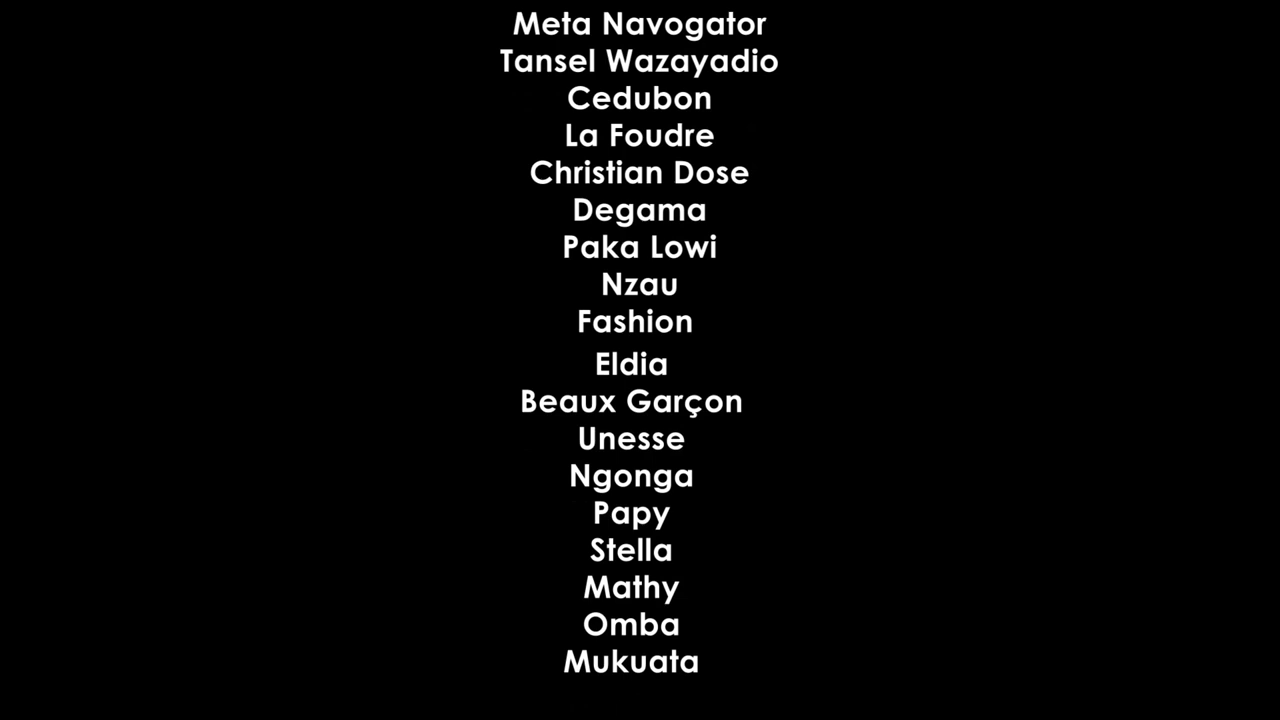 Meta Navogator
Tansel Wazayadio
Cedubon
La Foudre
Christian Dose
Degama
Paka Lowi
Nzau
Fashion
Eldia
Beaux Garçon
Unesse
Ngonga
Papy
Stella
Mathy
Omba
Mukuata